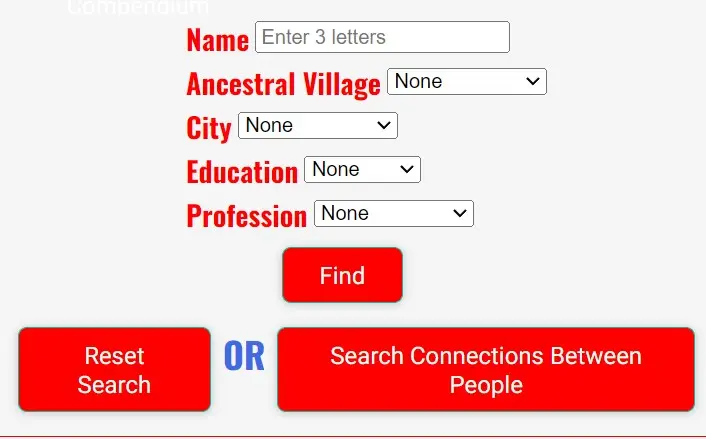 Compendium
Name Enter 3 letters
Ancestral Village None
City None
Education None
Profession None
Find
Reset
Search
OR
Search Connections Between
People